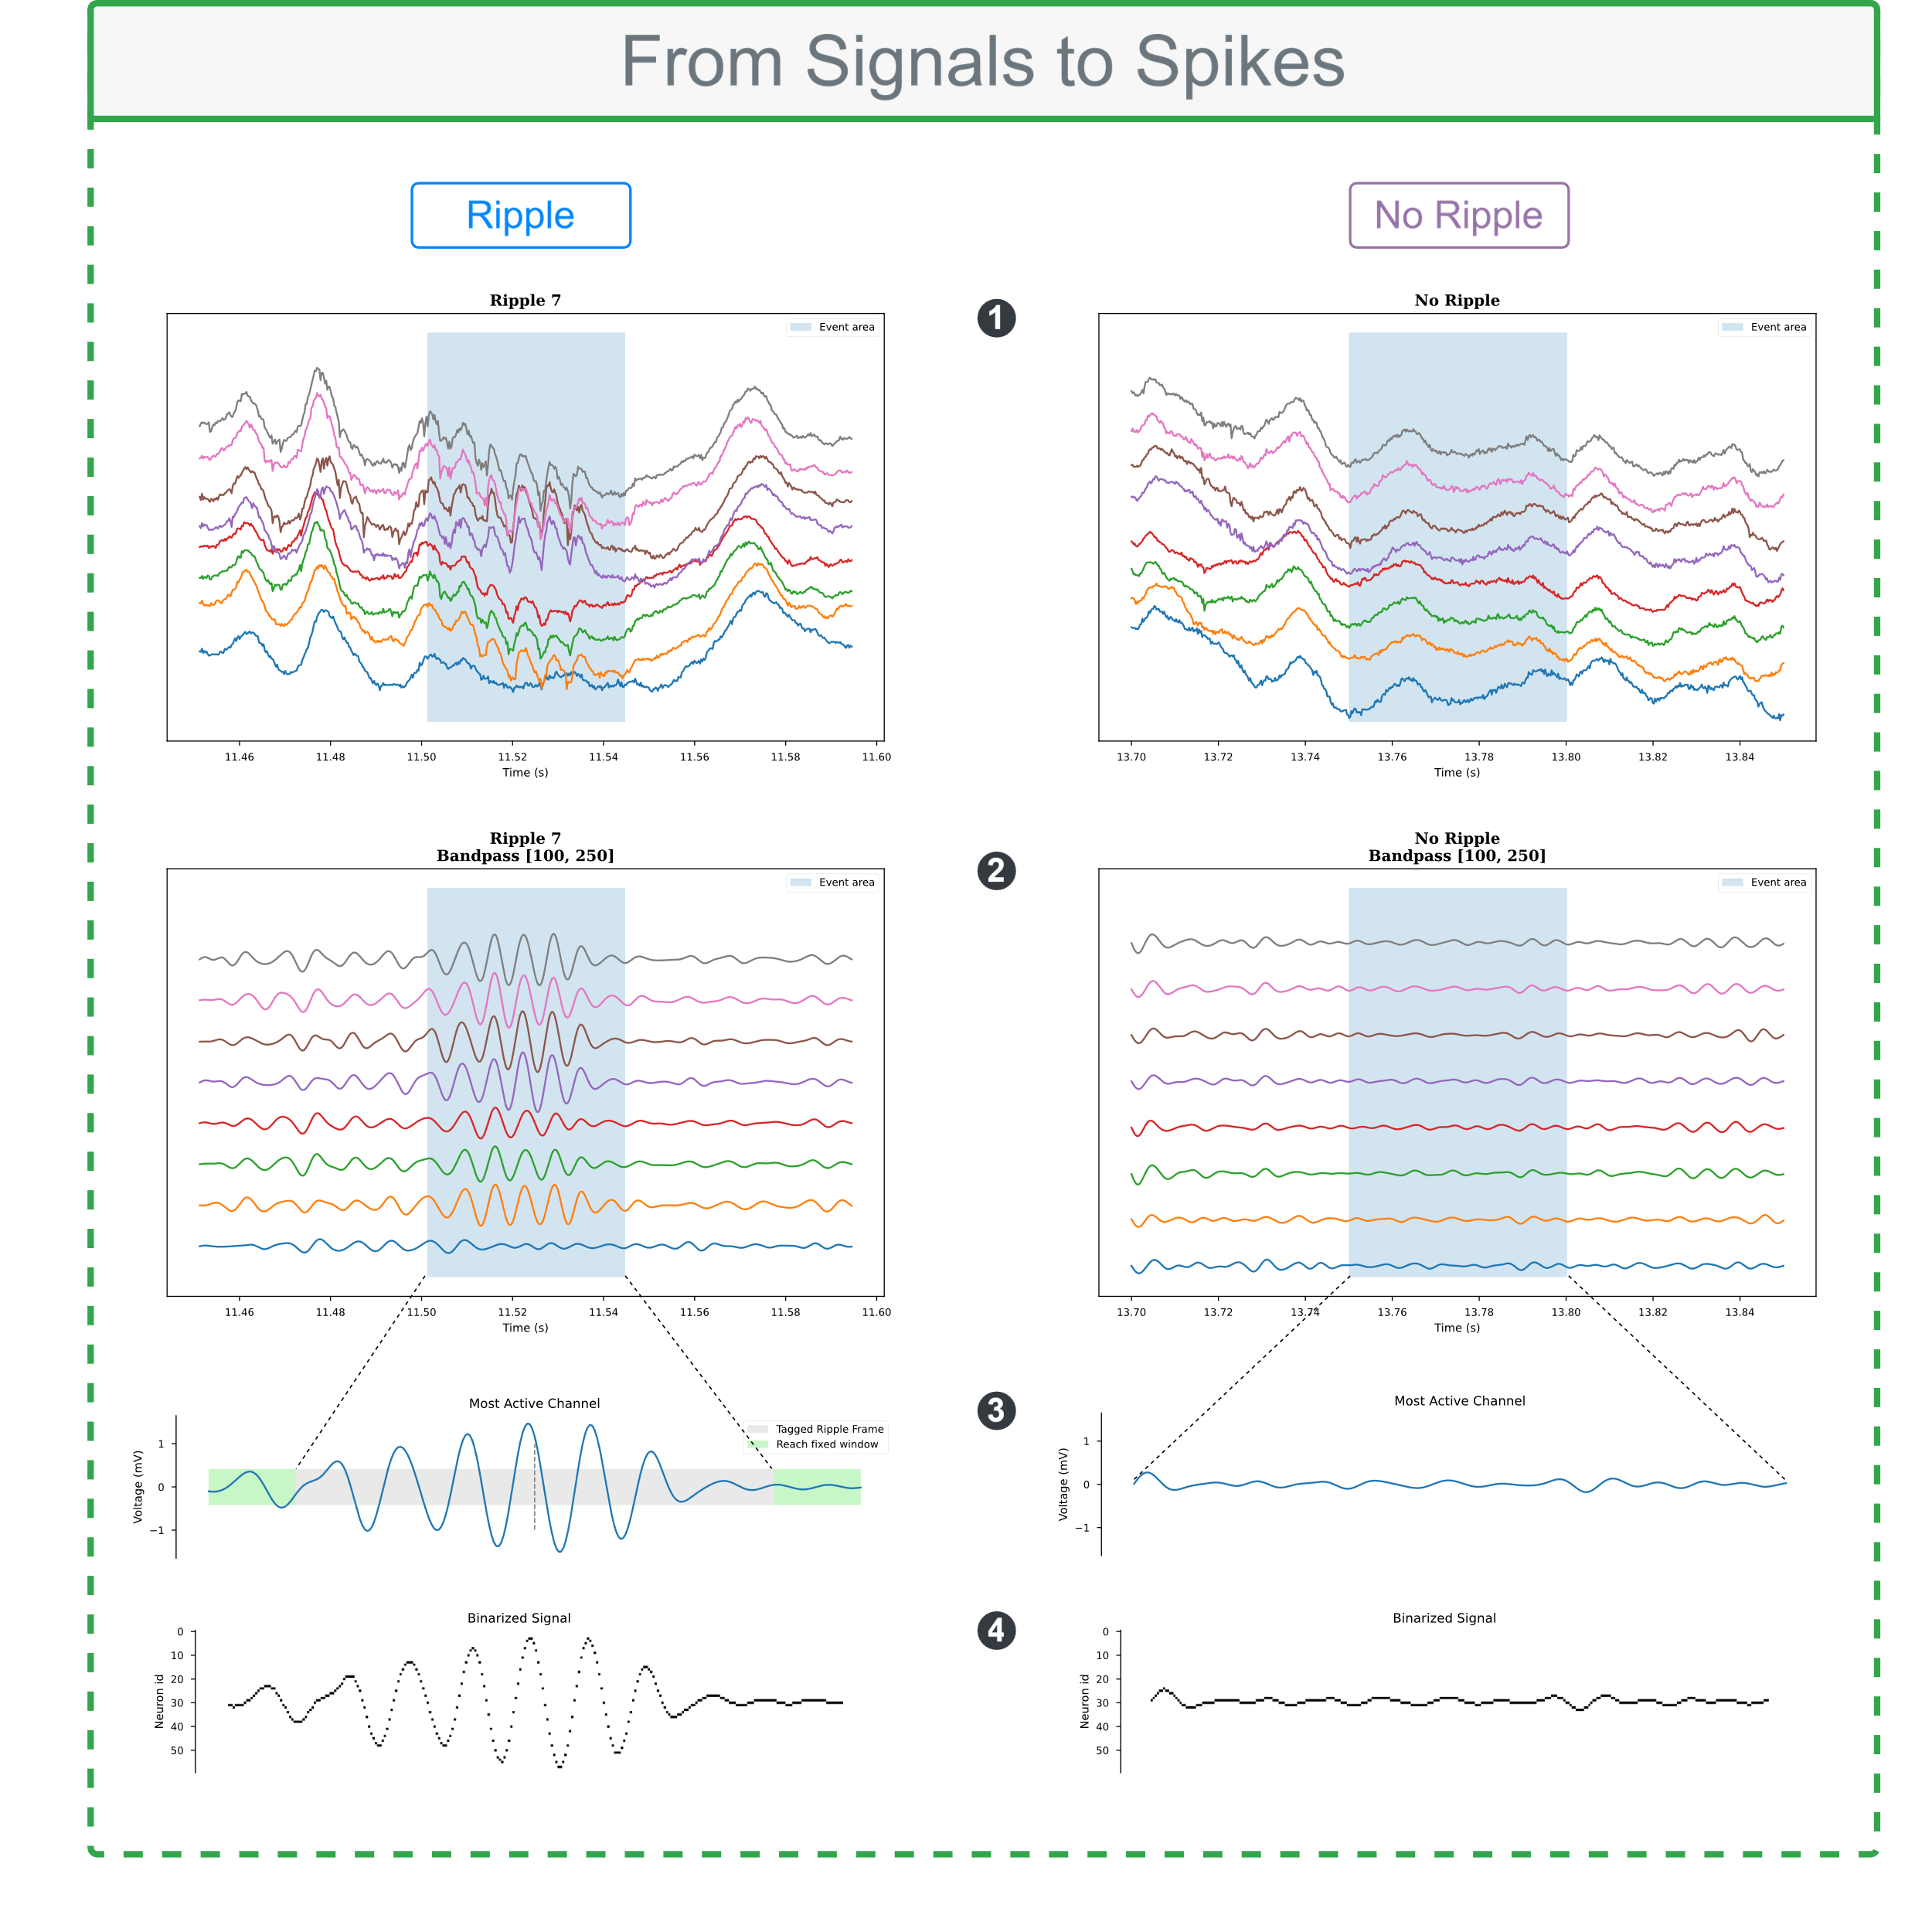 From Signals to Spikes
Ripple
No Ripple
Ripple 7
Event area
11.46 11.48 11.50 11.52 11.54 11.56 11.58 11.60
Time (s)
1
No Ripple
Event area
13.70 13.72 13.74 13.76 13.78 13.80 13.82 13.84
Time (s)
Ripple 7
Bandpass [100, 250]
Event area
11.46 11.48 11.50 11.52 11.54 11.56 11.58 11.60
Time (s)
2
No Ripple
Bandpass [100, 250]
Event area
13.70 13.72 13.74 13.76 13.78 13.80 13.82 13.84
Time (s)
Most Active Channel
Tagged Ripple Frame
Reach fixed window
Voltage (mV)
1
0
−1
3
Most Active Channel
Voltage (mV)
1
0
−1
Binarized Signal
Neuron id
0
10
20
30
40
50
4
Binarized Signal
Neuron id
0
10
20
30
40
50